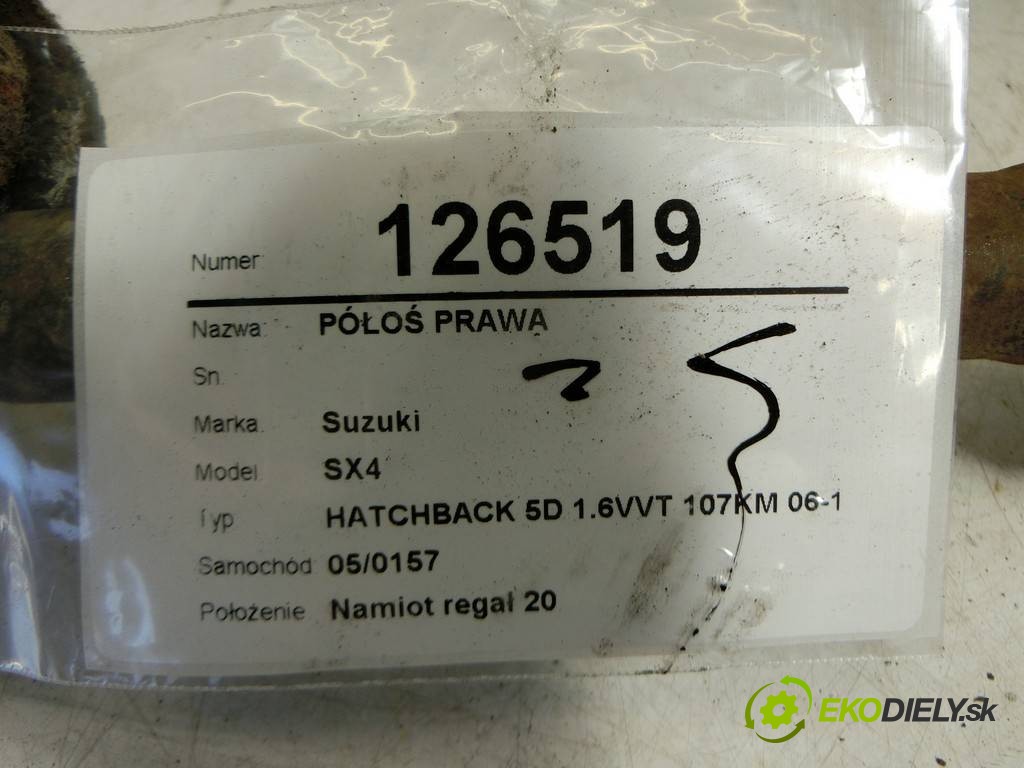 Numer 126519
Nazwa: PÓŁOŚ PRAWA
Sn.
Marka: Suzuki
Model SX4
Typ HATCHBACK 5D 1.6VVT 107KM 06-1
Samochód: 05/0157
Położenie Namiot regał 20
EKODIELY.sk